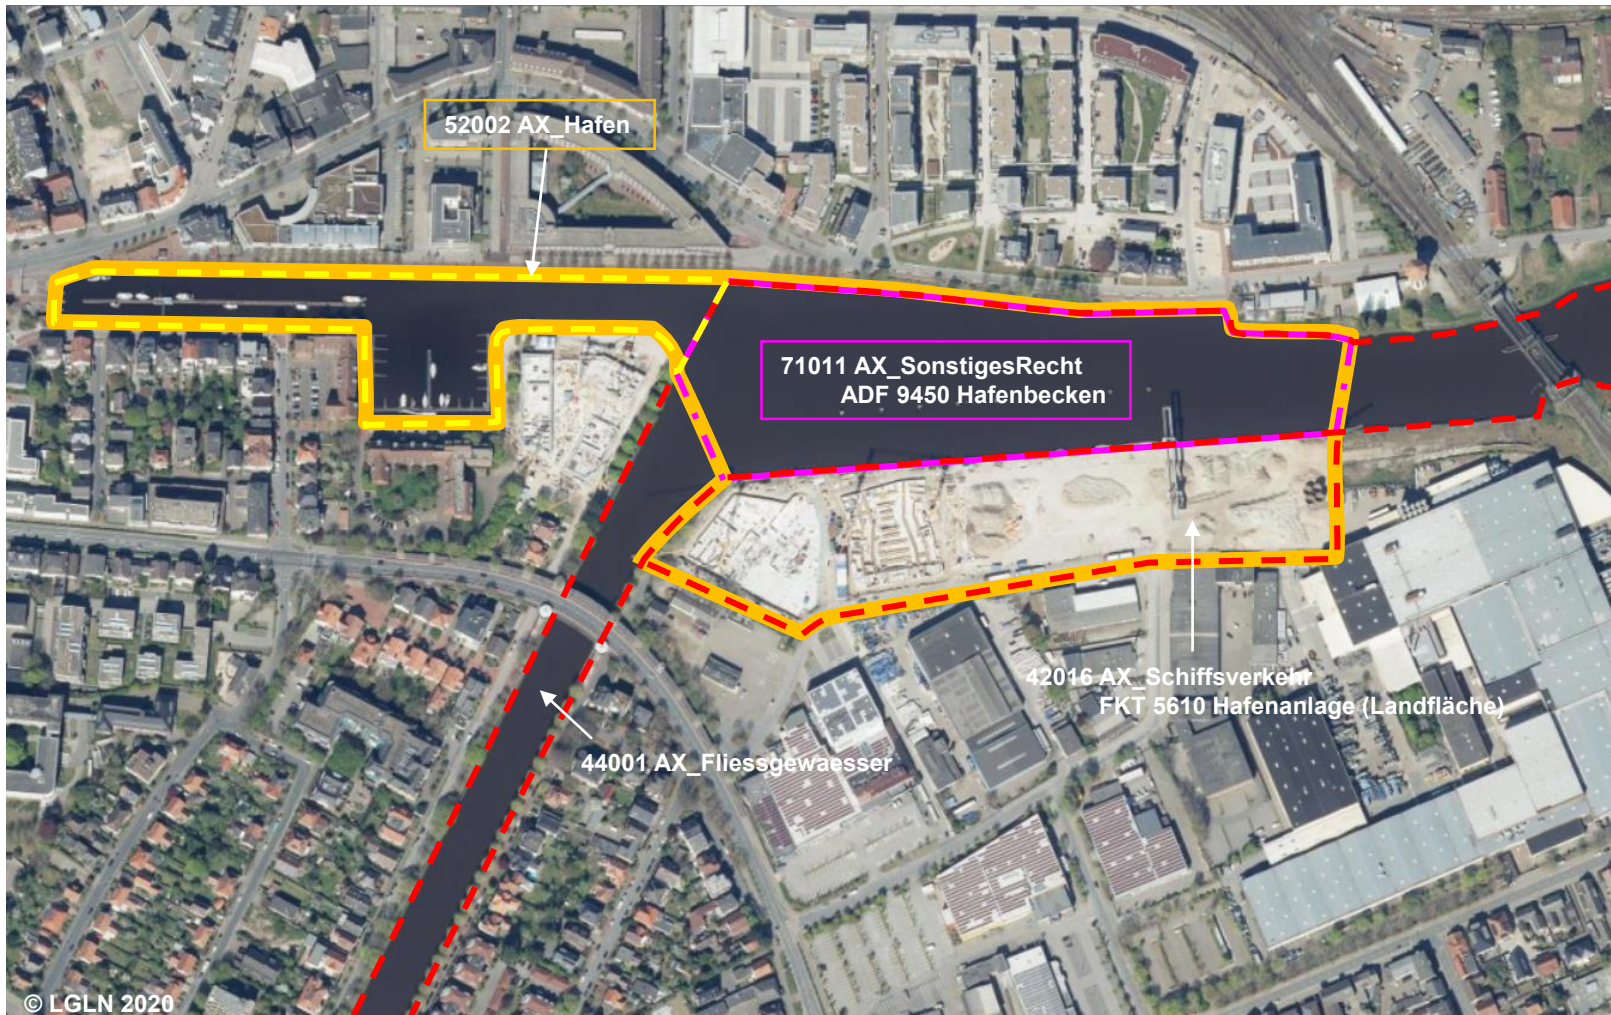 52002 AX_Hafen
71011 AX_SonstigesRecht
ADF 9450 Hafenbecken
42016 AX_Schiffsverkehr
FKT 5610 Hafenanlage (Landfläche)
44001 AX_Fliessgewaesser
© LGLN 2020